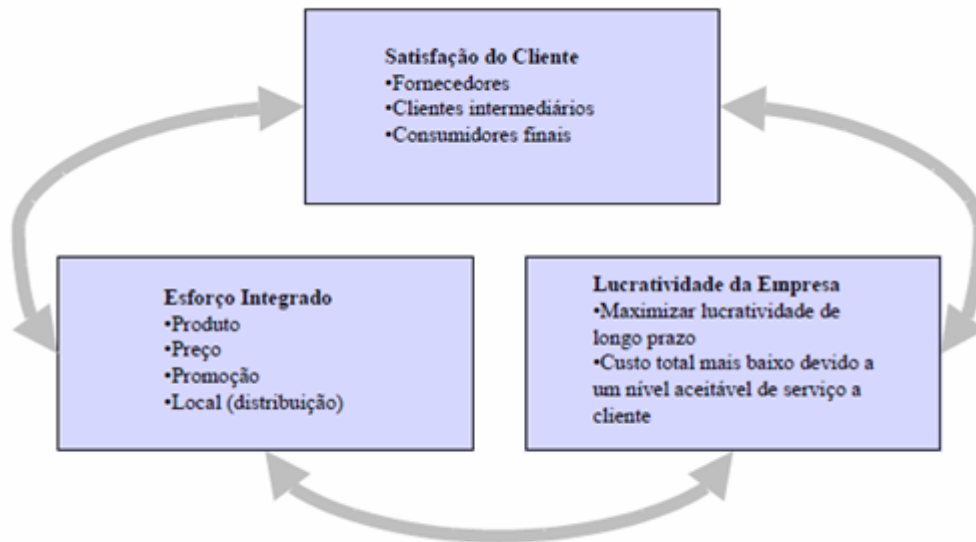 Satisfação do Cliente
•Fornecedores
•Clientes intermediários
•Consumidores finais
Esforço Integrado
•Produto
•Preço
•Promoção
•Local (distribuição)
Lucratividade da Empresa
•Maximizar lucratividade de
longo prazo
•Custo total mais baixo devido a
um nível aceitável de serviço a
cliente